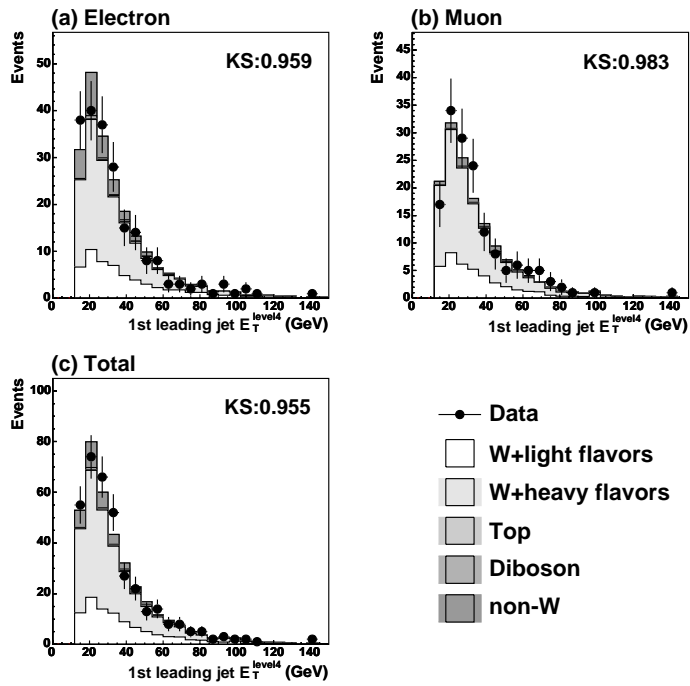 (a) Electron
Events
KS:0.959
50
40
30
20
10
0
0 20 40 60 80 100 120 140
1st leading jet E_T^level4 (GeV)
(b) Muon
Events
KS:0.983
45
40
35
30
25
20
15
10
5
0
0 20 40 60 80 100 120 140
1st leading jet E_T^level4 (GeV)
(c) Total
Events
KS:0.955
100
80
60
40
20
0
0 20 40 60 80 100 120 140
1st leading jet E_T^level4 (GeV)
Data
W+light flavors
W+heavy flavors
Top
Diboson
non-W